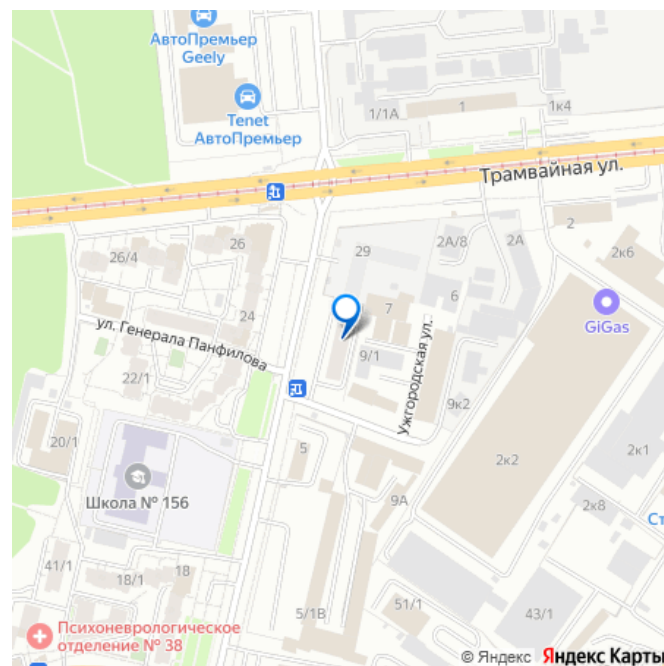 АвтоПремьер
Geely
Tenet
АвтоПремьер
1/1А
1
1к4
Трамвайная ул.
2
26/4
26
29
2А/8
2А
2к6
6
7
GiGas
24
ул. Генерала Панфилова
9/1
Ужгородская ул.
22/1
9к2
20/1
5
2к2
2к1
Школа № 156
9А
2к8
Ст
41/1
18/1
18
5/1В
51/1
43/1
Психоневрологическое
отделение № 38
© Яндекс Яндекс Карты